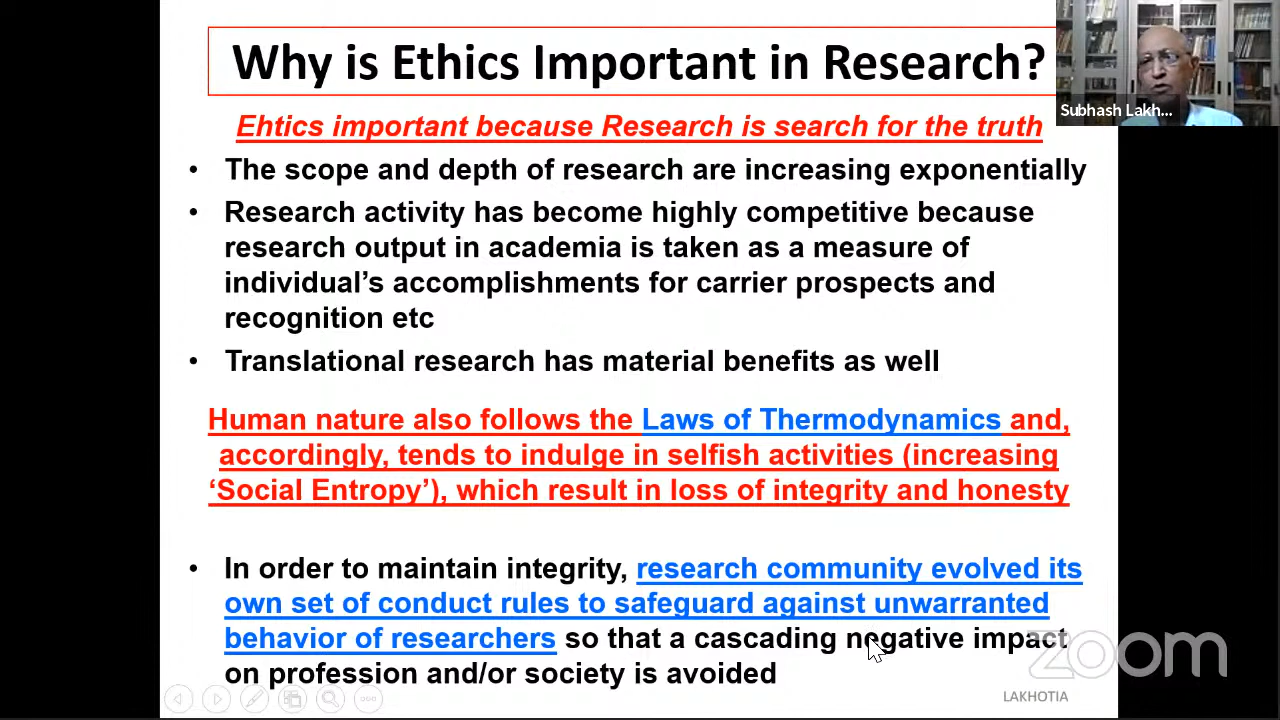 Why is Ethics Important in Research?
Subhash Lakh...
Ehtics important because Research is search for the truth
• The scope and depth of research are increasing exponentially
• Research activity has become highly competitive because
research output in academia is taken as a measure of
individual’s accomplishments for carrier prospects and
recognition etc
• Translational research has material benefits as well
Human nature also follows the Laws of Thermodynamics and,
accordingly, tends to indulge in selfish activities (increasing
‘Social Entropy’), which result in loss of integrity and honesty
• In order to maintain integrity, research community evolved its
own set of conduct rules to safeguard against unwarranted
behavior of researchers so that a cascading negative impact
on profession and/or society is avoided
zoom
LAKHOTIA